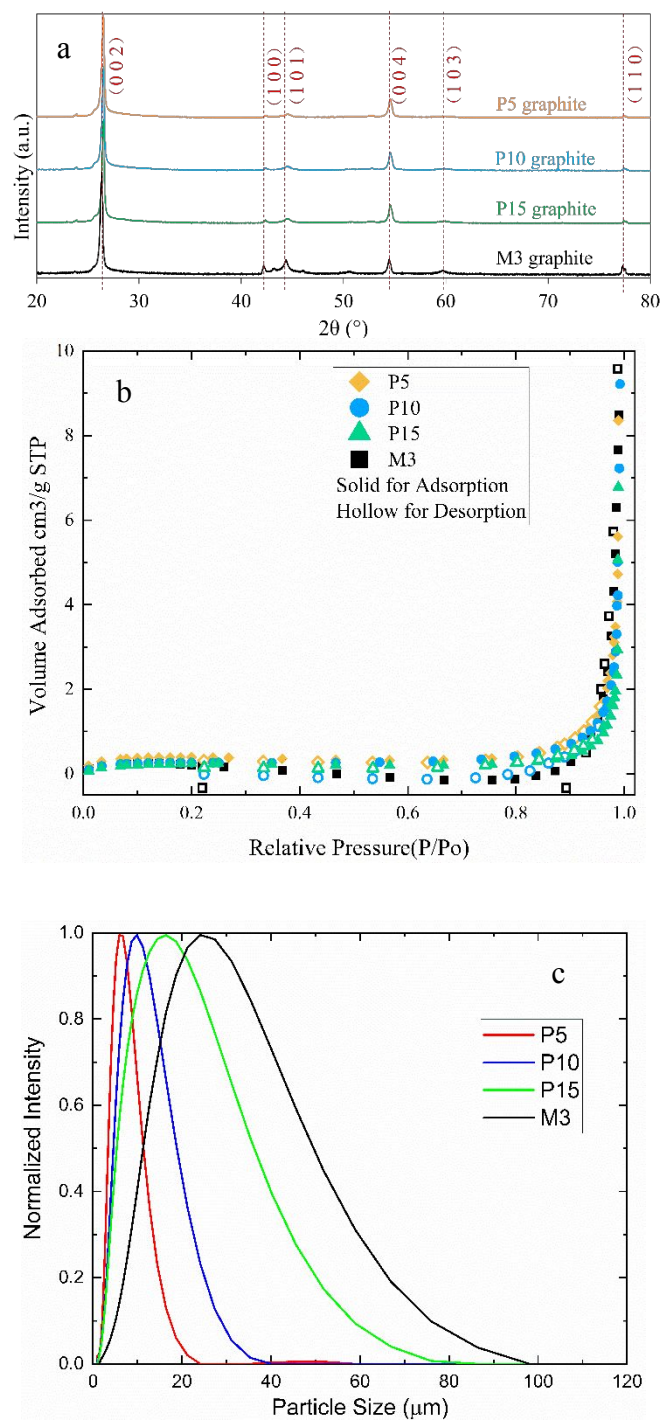 a
(0 0 2)
(1 0 0)
(1 0 1)
(0 0 4)
(1 0 3)
(1 1 0)
P5 graphite
P10 graphite
P15 graphite
M3 graphite
Intensity (a.u.)
20 30 40 50 60 70 80
2θ (°)
b
P5
P10
P15
M3
Solid for Adsorption
Hollow for Desorption
Volume Adsorbed cm3/g STP
10
8
6
4
2
0
0.0 0.2 0.4 0.6 0.8 1.0
Relative Pressure(P/Po)
c
P5
P10
P15
M3
Normalized Intensity
1.0
0.8
0.6
0.4
0.2
0.0
0 20 40 60 80 100 120
Particle Size (μm)